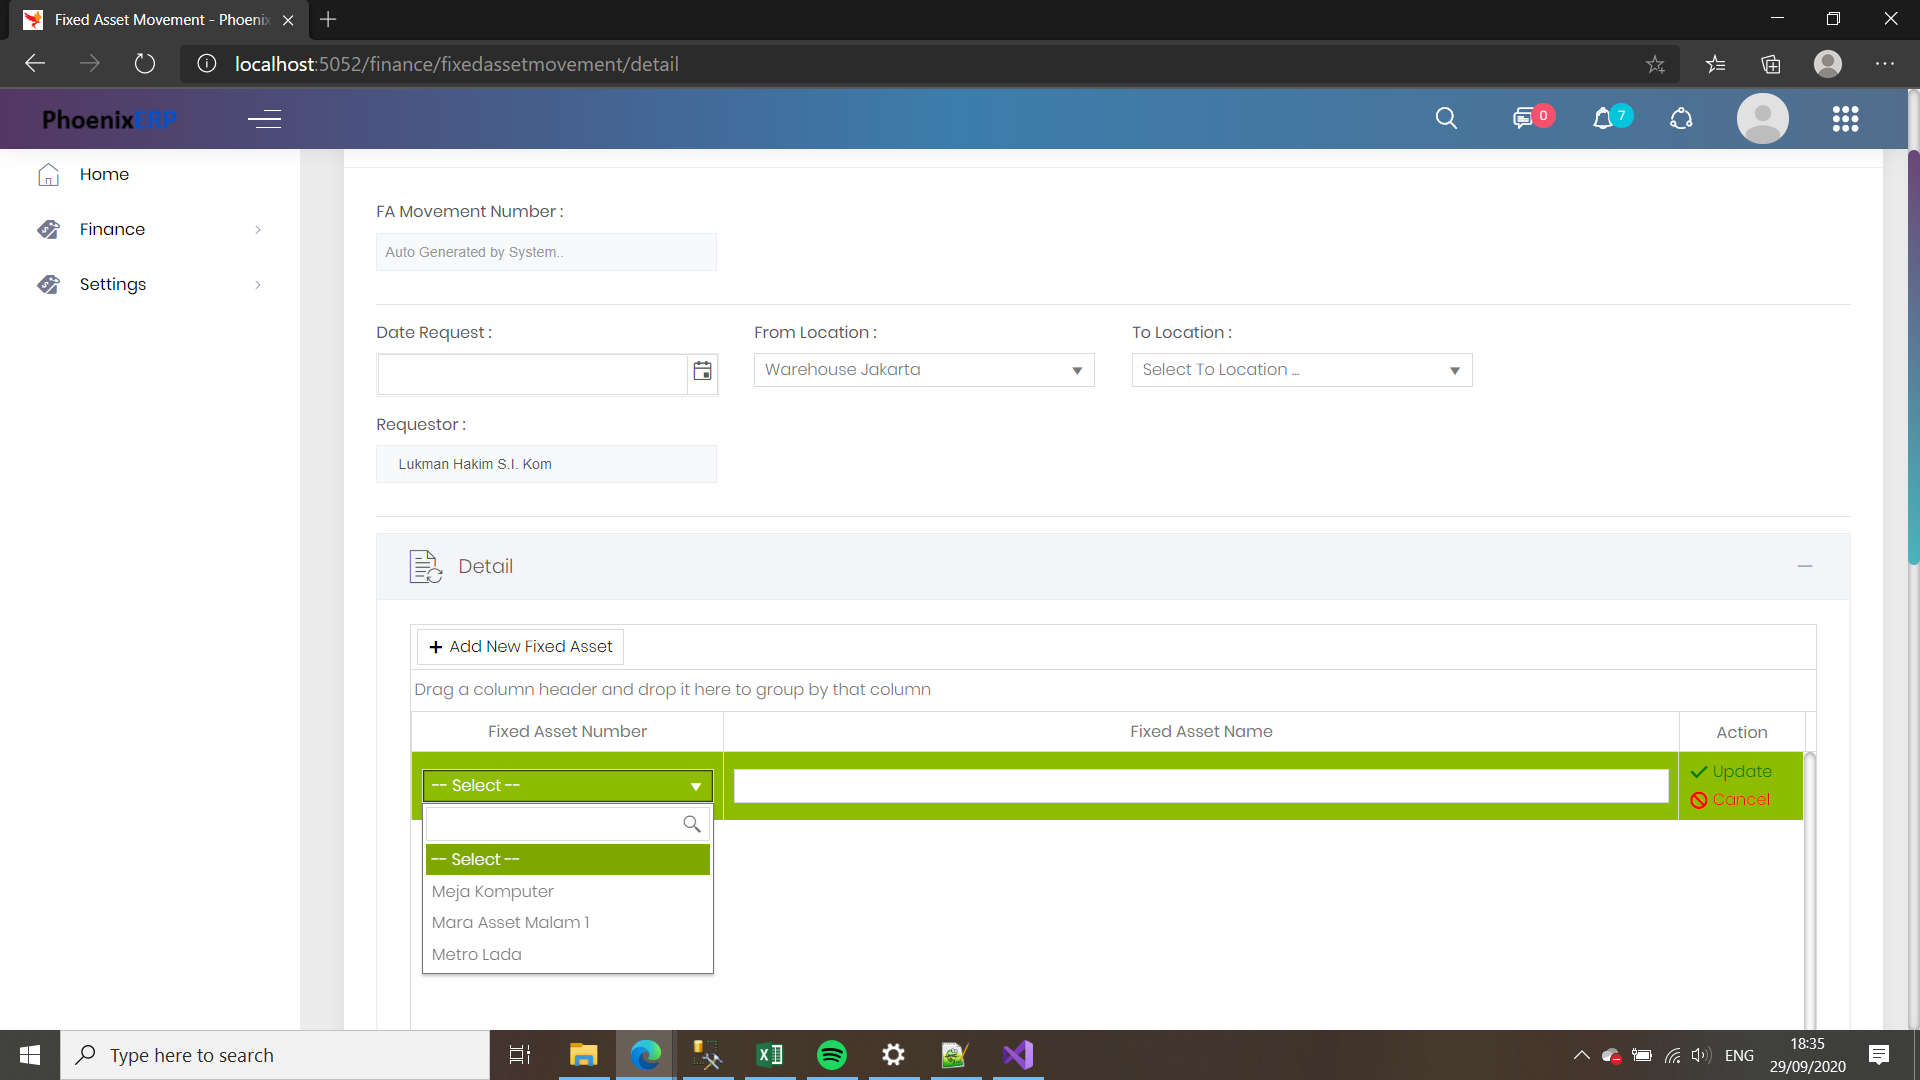 Fixed Asset Movement - Phoenix
localhost:5052/finance/fixedassetmovement/detail
PhoenixERP
0
7
Home
Finance
Settings
FA Movement Number :
Auto Generated by System..
Date Request :
From Location :
To Location :
Warehouse Jakarta
Select To Location ...
Requestor :
Lukman Hakim S.I. Kom
Detail
+ Add New Fixed Asset
Drag a column header and drop it here to group by that column
Fixed Asset Number
Fixed Asset Name
Action
-- Select --
Update
Cancel
-- Select --
Meja Komputer
Mara Asset Malam 1
Metro Lada
Type here to search
ENG
18:35
29/09/2020